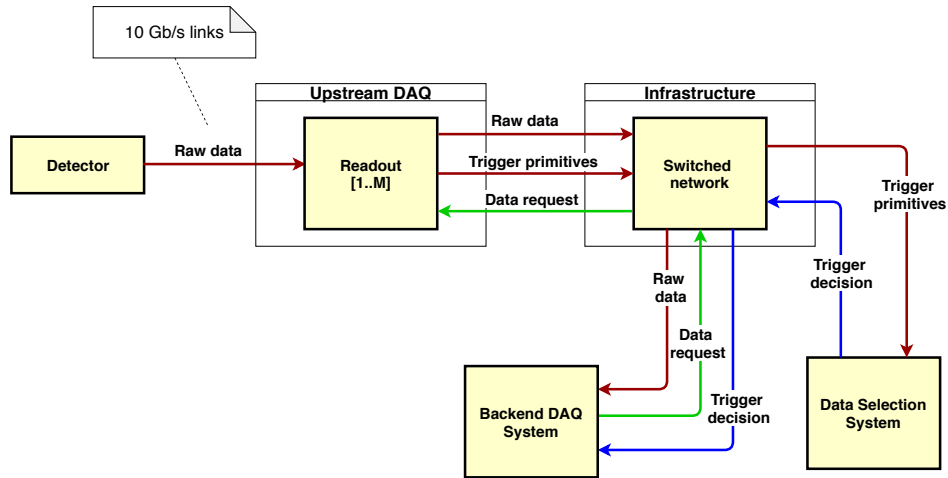 10 Gb/s links
Upstream DAQ
Infrastructure
Detector
Raw data
Readout
[1..M]
Raw data
Trigger primitives
Data request
Switched
network
Trigger
primitives
Trigger
decision
Raw
data
Data
request
Trigger
decision
Backend DAQ
System
Data Selection
System